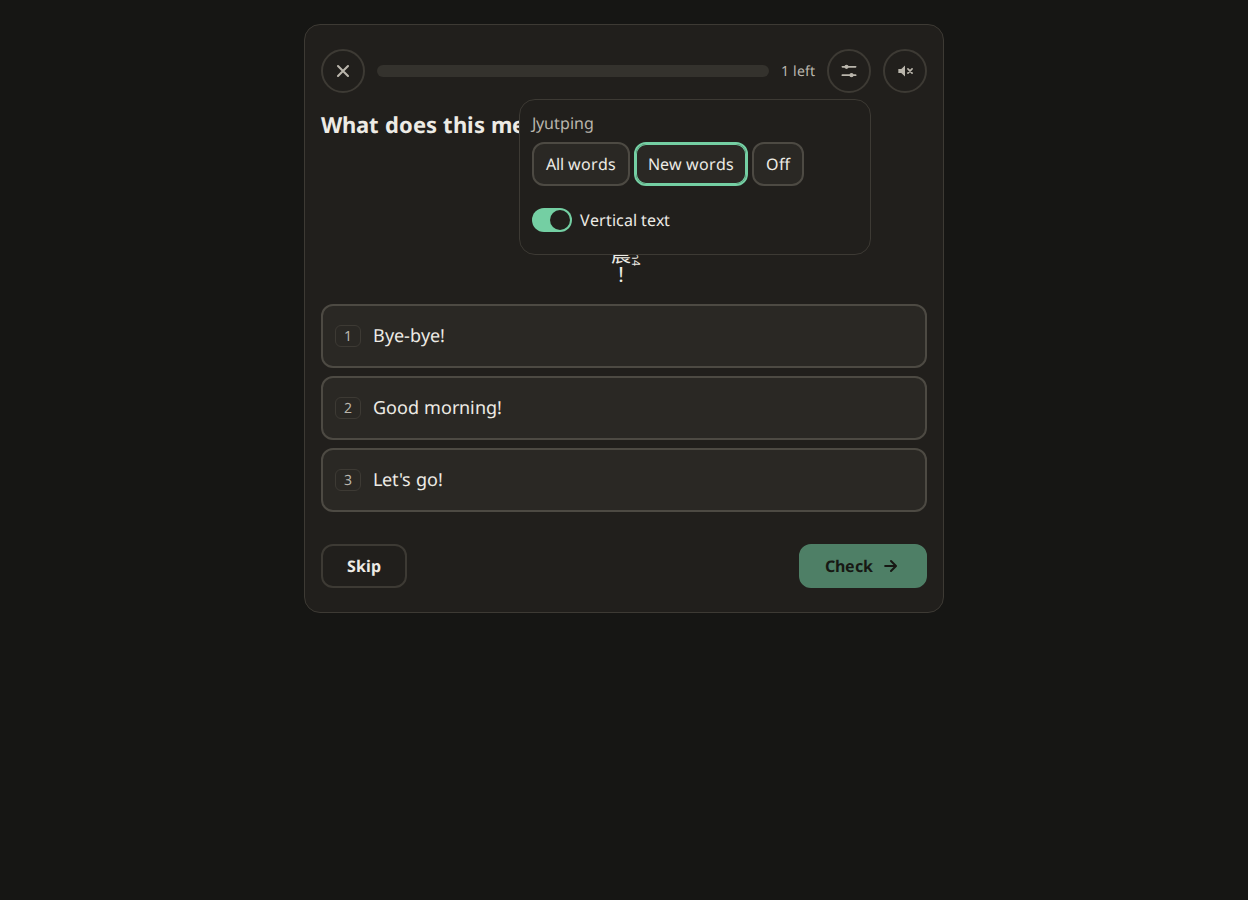 1 left
What does this me
Jyutping
All words
New words
Off
Vertical text
!
1 Bye-bye!
2 Good morning!
3 Let's go!
Skip
Check